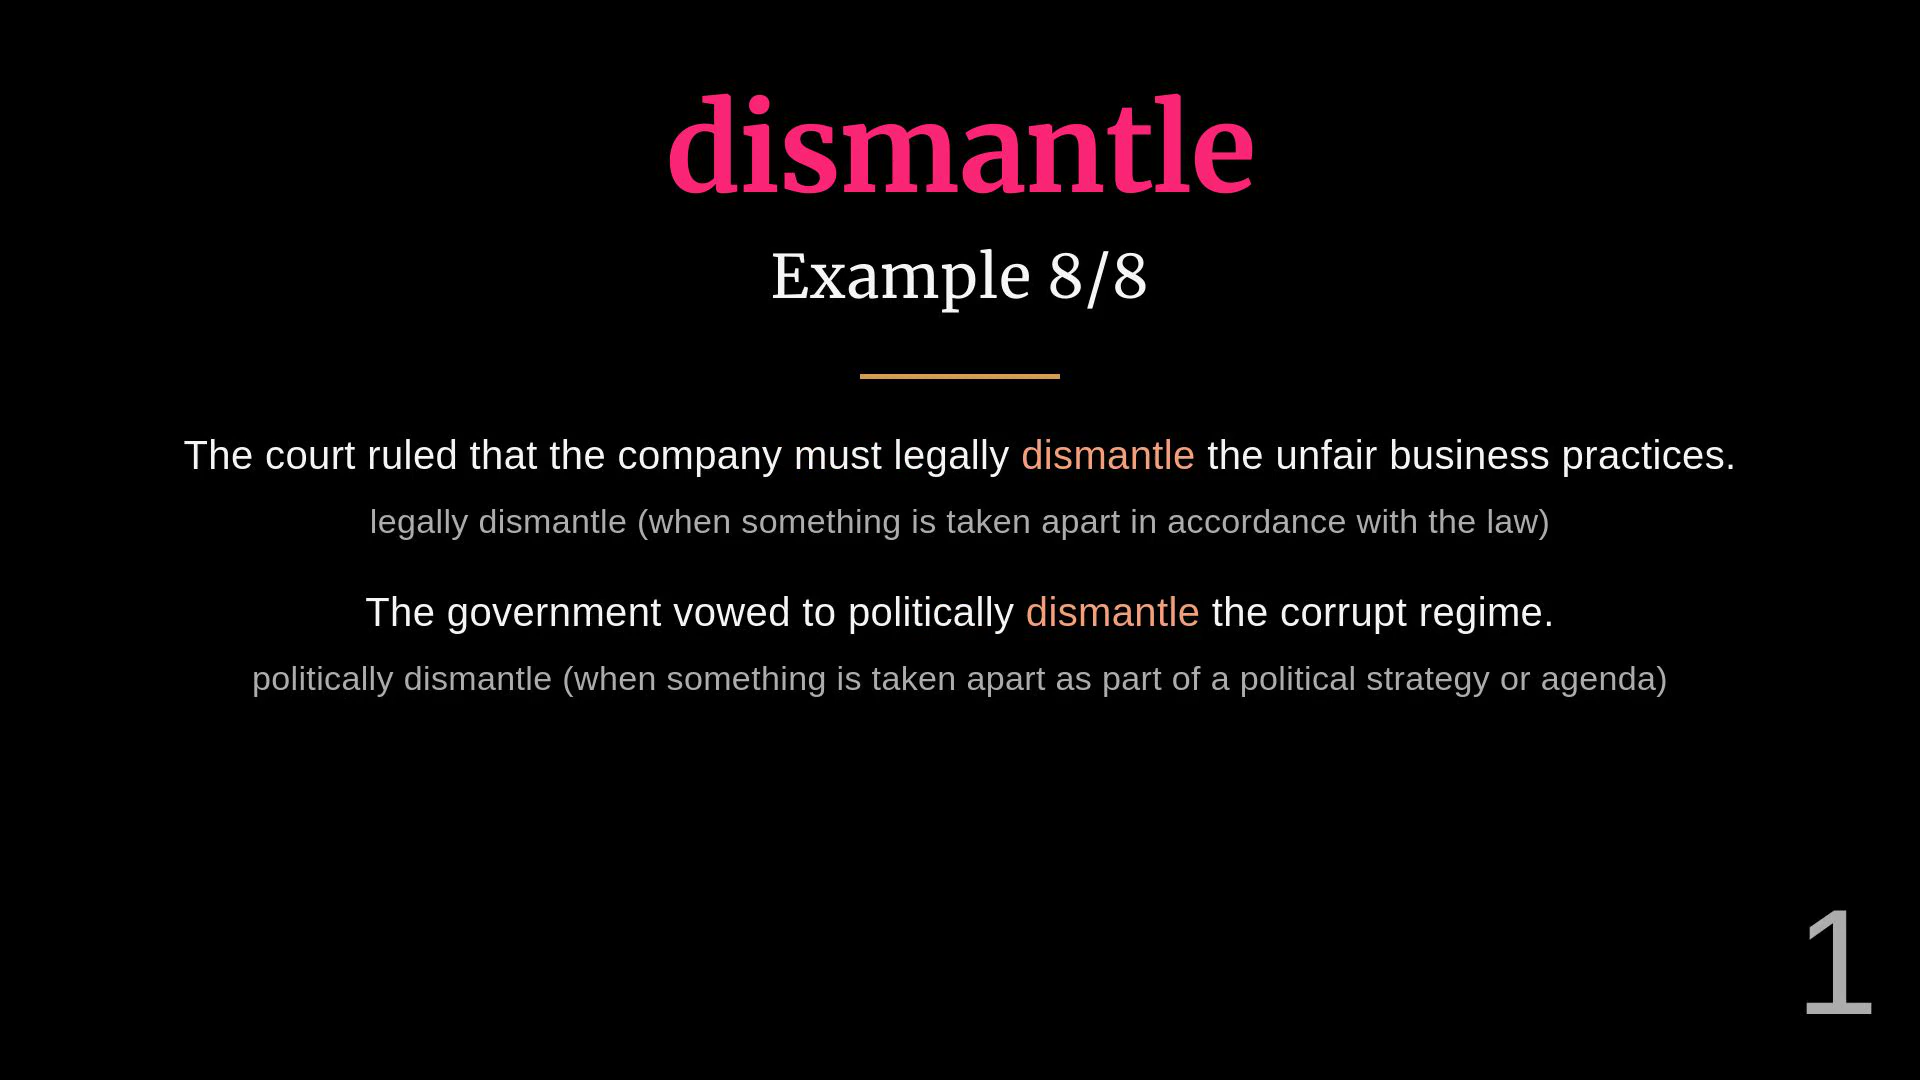 dismantle
Example 8/8
The court ruled that the company must legally dismantle the unfair business practices.
legally dismantle (when something is taken apart in accordance with the law)
The government vowed to politically dismantle the corrupt regime.
politically dismantle (when something is taken apart as part of a political strategy or agenda)
1